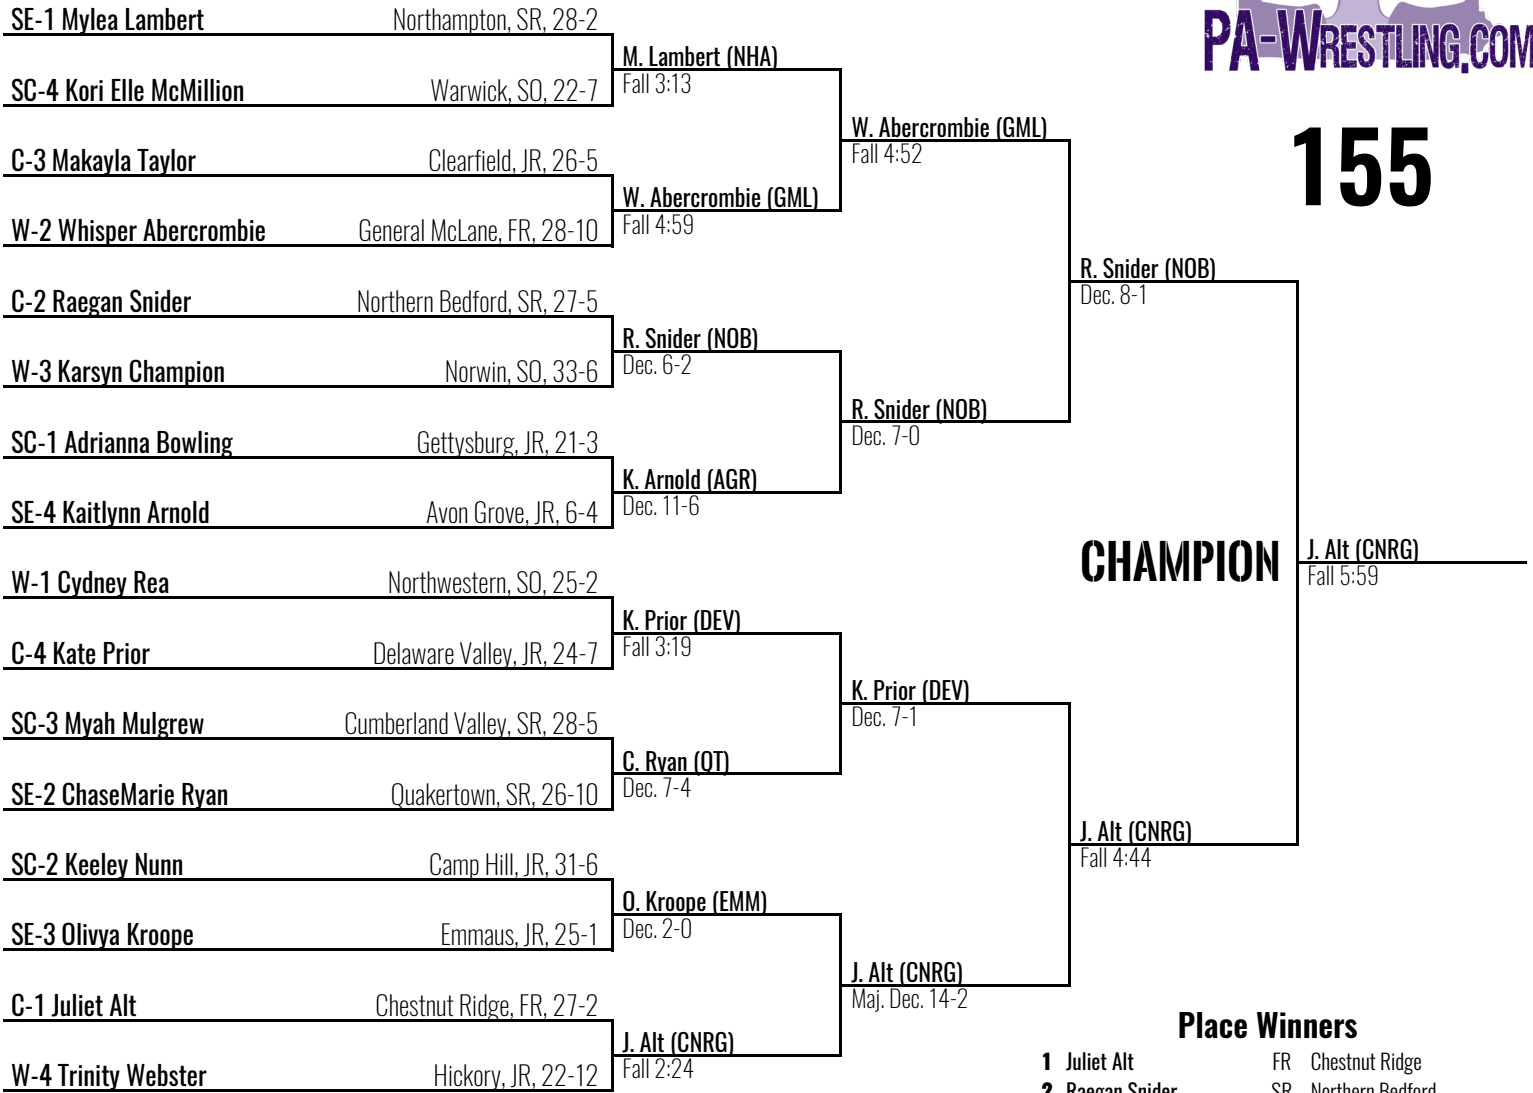 PA-WRESTLING.COM
155
SE-1 Mylea Lambert Northampton, SR, 28-2
SC-4 Kori Elle McMillion Warwick, SO, 22-7
C-3 Makayla Taylor Clearfield, JR, 26-5
W-2 Whisper Abercrombie General McLane, FR, 28-10
C-2 Raegan Snider Northern Bedford, SR, 27-5
W-3 Karsyn Champion Norwin, SO, 33-6
SC-1 Adrianna Bowling Gettysburg, JR, 21-3
SE-4 Kaitlynn Arnold Avon Grove, JR, 6-4
W-1 Cydney Rea Northwestern, SO, 25-2
C-4 Kate Prior Delaware Valley, JR, 24-7
SC-3 Myah Mulgrew Cumberland Valley, SR, 28-5
SE-2 ChaseMarie Ryan Quakertown, SR, 26-10
SC-2 Keeley Nunn Camp Hill, JR, 31-6
SE-3 Olivya Kroope Emmaus, JR, 25-1
C-1 Juliet Alt Chestnut Ridge, FR, 27-2
W-4 Trinity Webster Hickory, JR, 22-12
M. Lambert (NHA)
Fall 3:13
W. Abercrombie (GML)
Fall 4:59
R. Snider (NOB)
Dec. 6-2
K. Arnold (AGR)
Dec. 11-6
K. Prior (DEV)
Fall 3:19
C. Ryan (QT)
Dec. 7-4
O. Kroope (EMM)
Dec. 2-0
J. Alt (CNRG)
Fall 2:24
W. Abercrombie (GML)
Fall 4:52
R. Snider (NOB)
Dec. 7-0
K. Prior (DEV)
Dec. 7-1
J. Alt (CNRG)
Maj. Dec. 14-2
R. Snider (NOB)
Dec. 8-1
J. Alt (CNRG)
Fall 4:44
CHAMPION
J. Alt (CNRG)
Fall 5:59
Place Winners
1 Juliet Alt FR Chestnut Ridge
2 Raegan Snider SR Northern Bedford